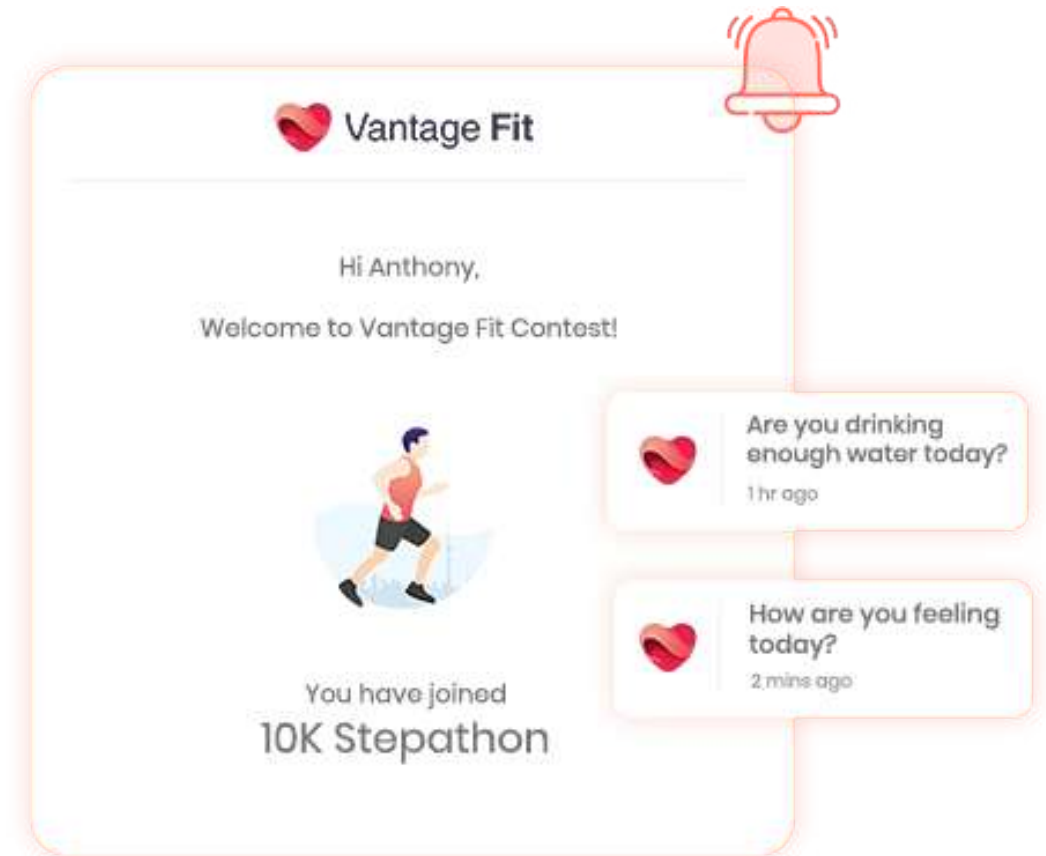 Vantage Fit
Hi Anthony,
Welcome to Vantage Fit Contest!
Are you drinking
enough water today?
1 hr ago
How are you feeling
today?
2 mins ago
You have joined
10K Stepathon